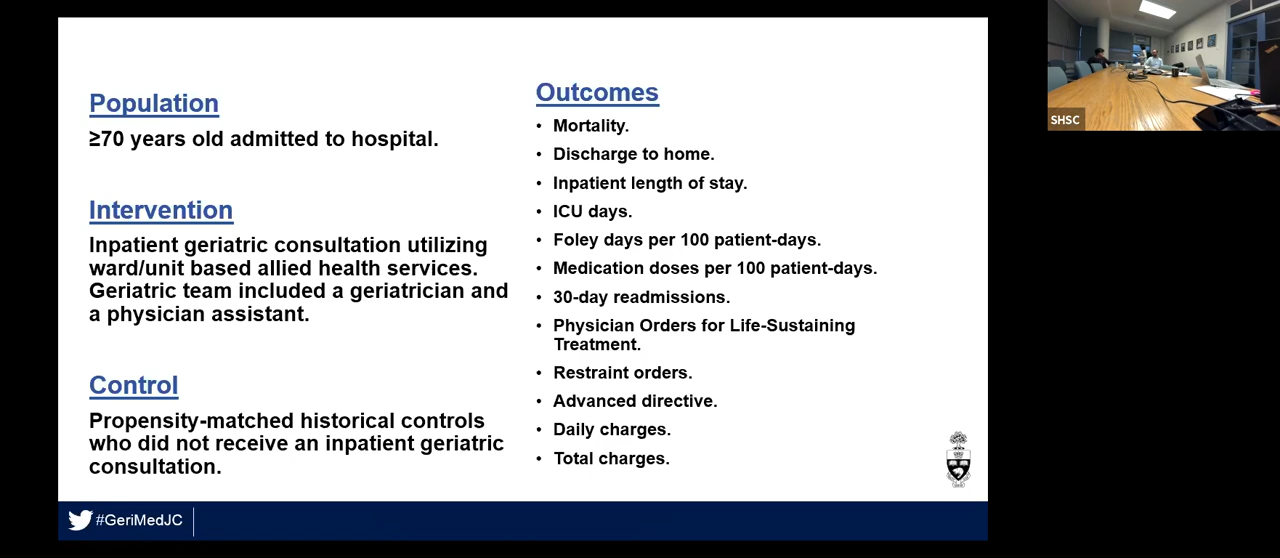 Population
≥70 years old admitted to hospital.
Intervention
Inpatient geriatric consultation utilizing
ward/unit based allied health services.
Geriatric team included a geriatrician and
a physician assistant.
Control
Propensity-matched historical controls
who did not receive an inpatient geriatric
consultation.
Outcomes
• Mortality.
• Discharge to home.
• Inpatient length of stay.
• ICU days.
• Foley days per 100 patient-days.
• Medication doses per 100 patient-days.
• 30-day readmissions.
• Physician Orders for Life-Sustaining
Treatment.
• Restraint orders.
• Advanced directive.
• Daily charges.
• Total charges.
#GeriMedJC
SHSC